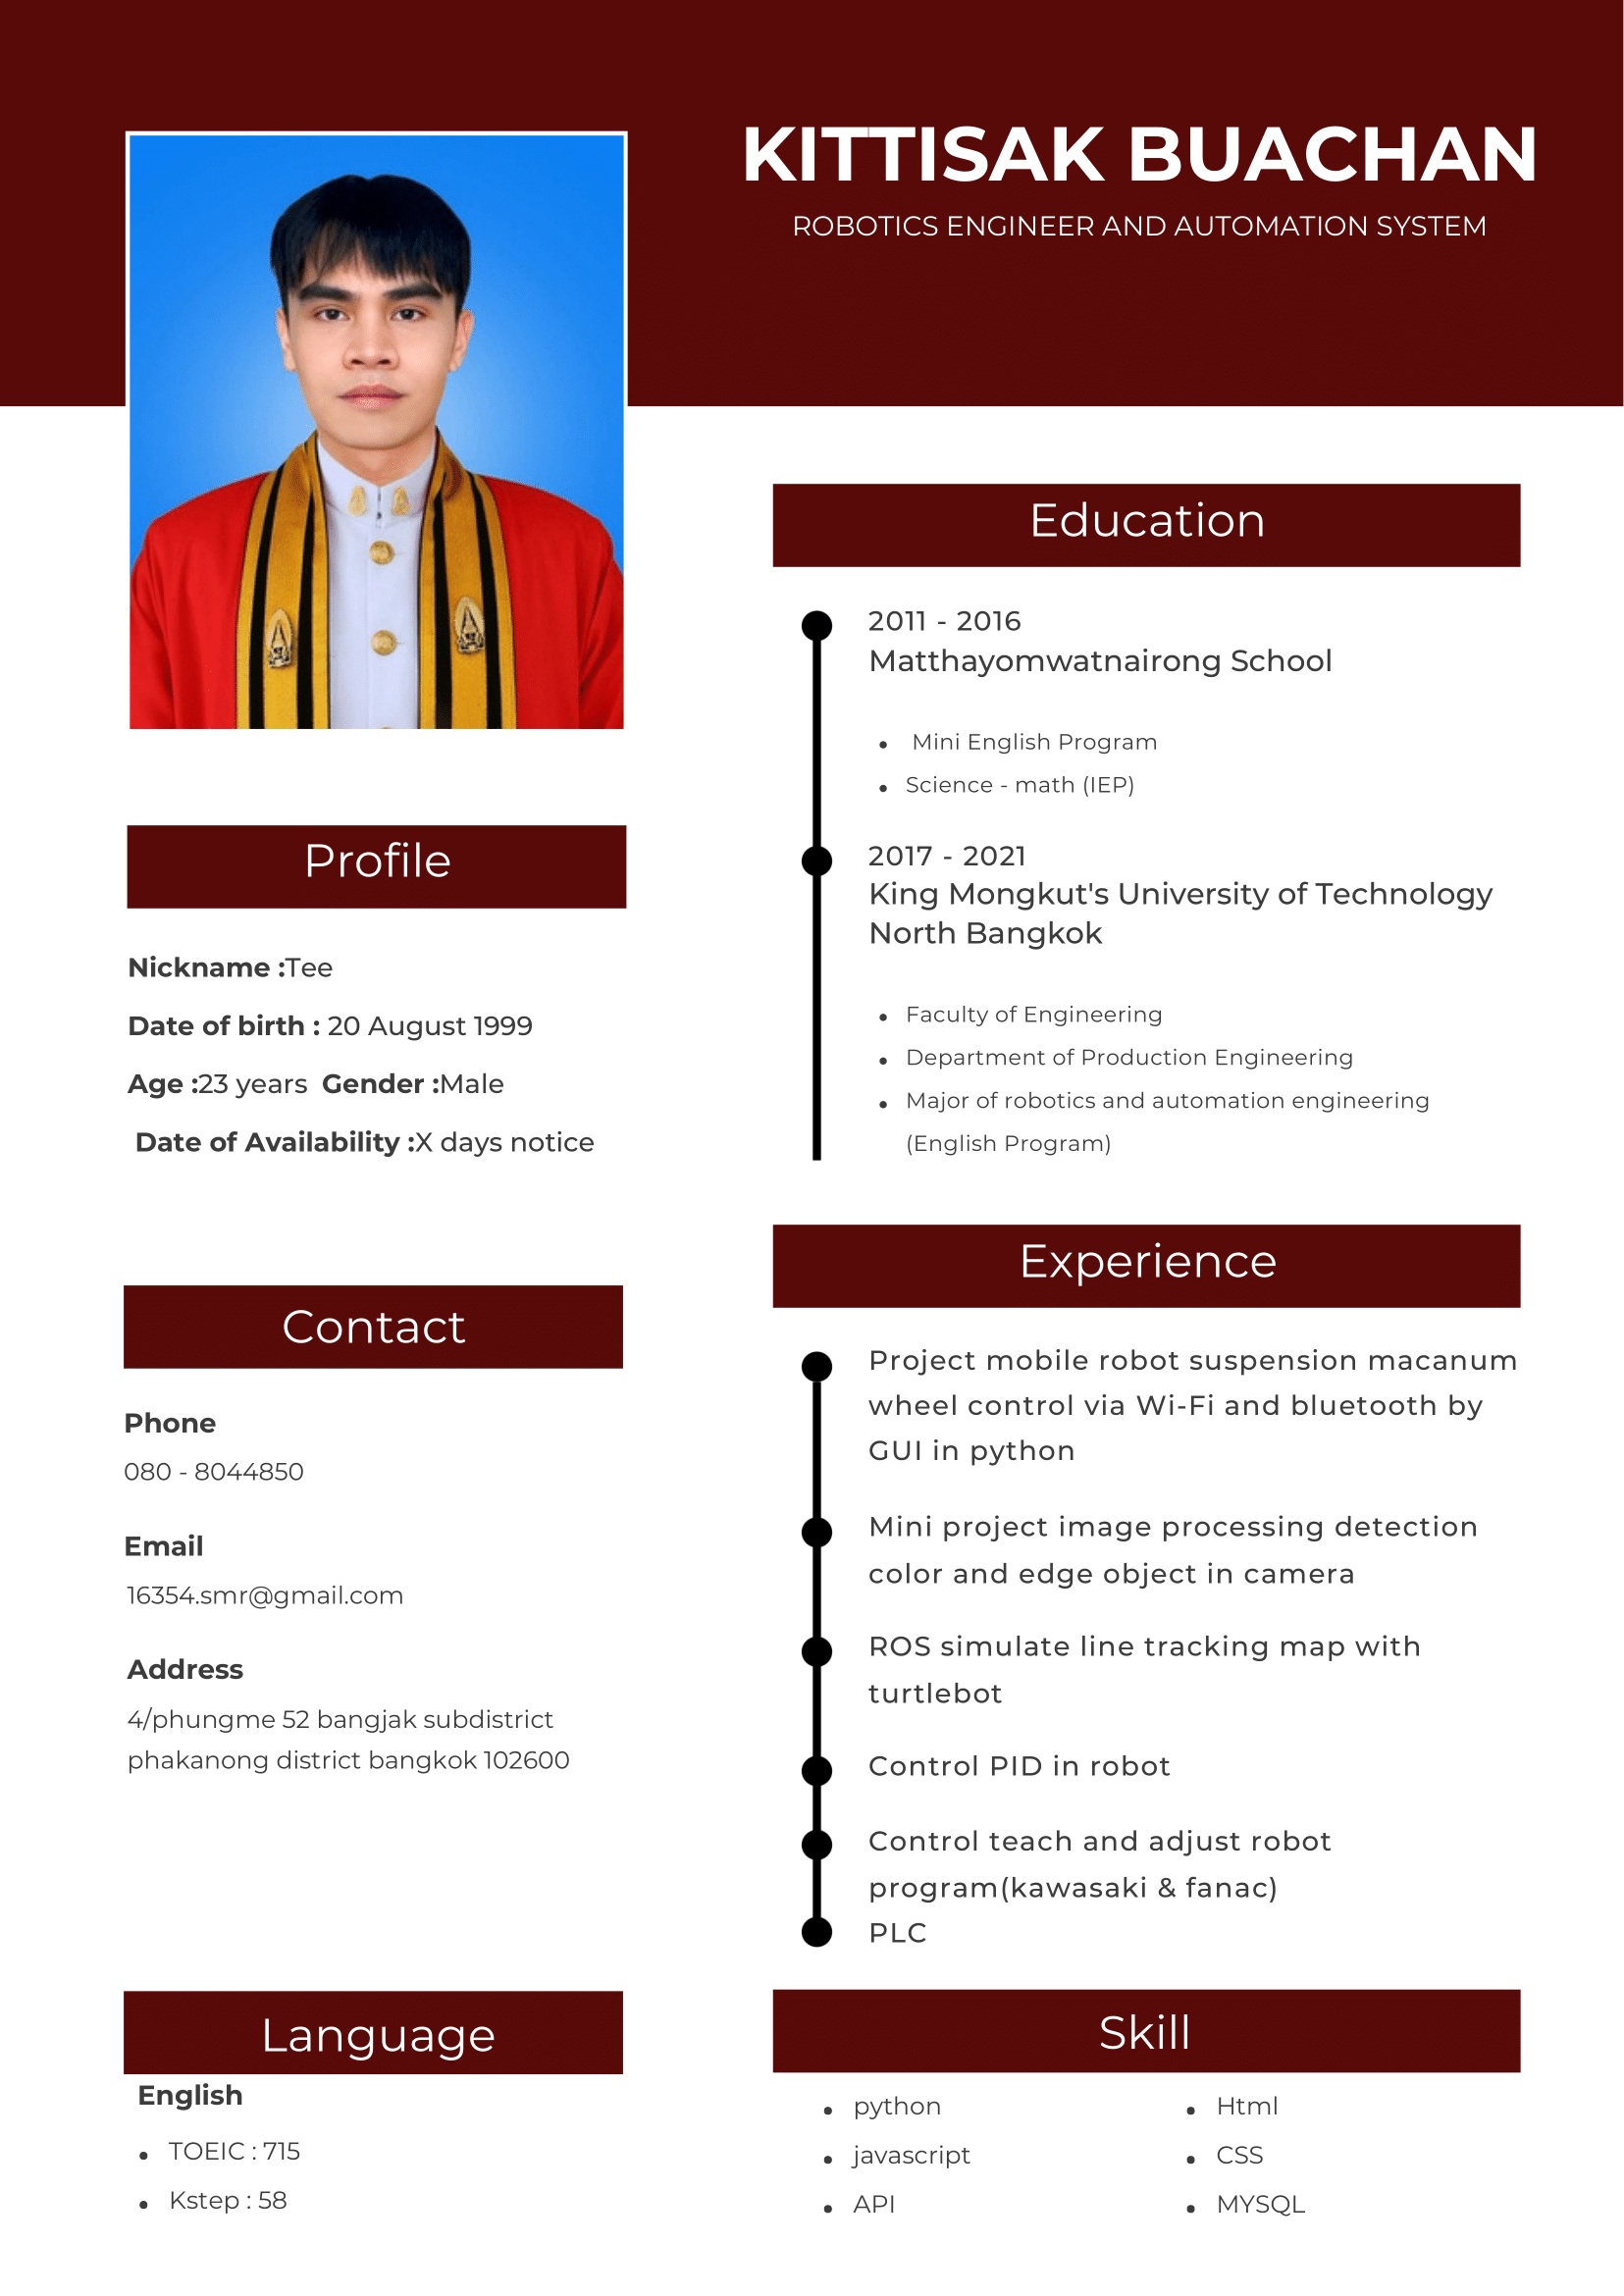 KITTISAK BUACHAN
ROBOTICS ENGINEER AND AUTOMATION SYSTEM
Profile
Nickname :Tee
Date of birth : 20 August 1999
Age :23 years Gender :Male
Date of Availability :X days notice
Contact
Phone
080 - 8044850
Email
16354.smr@gmail.com
Address
4/phungme 52 bangjak subdistrict
phakanong district bangkok 102600
Language
English
• TOEIC : 715
• Kstep : 58
Education
2011 - 2016
Matthayomwatnairong School
• Mini English Program
• Science - math (IEP)
2017 - 2021
King Mongkut's University of Technology
North Bangkok
• Faculty of Engineering
• Department of Production Engineering
• Major of robotics and automation engineering
(English Program)
Experience
Project mobile robot suspension macanum
wheel control via Wi-Fi and bluetooth by
GUI in python
Mini project image processing detection
color and edge object in camera
ROS simulate line tracking map with
turtlebot
Control PID in robot
Control teach and adjust robot
program(kawasaki & fanac)
PLC
Skill
• python
• javascript
• API
• Html
• CSS
• MYSQL